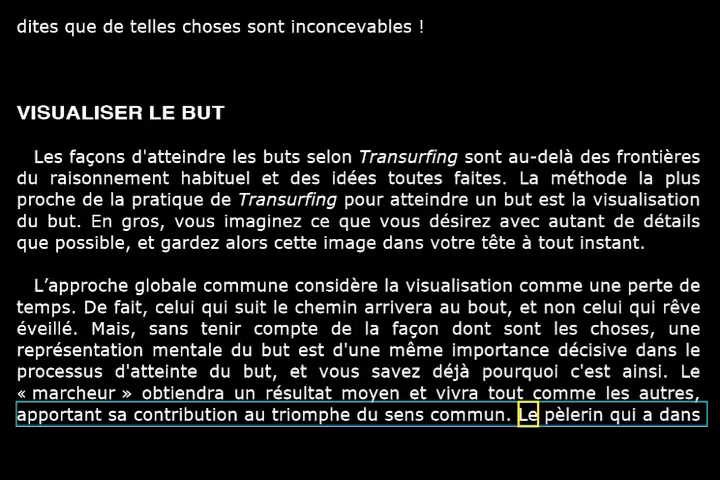 dites que de telles choses sont inconcevables !
VISUALISER LE BUT
Les façons d'atteindre les buts selon Transurfing sont au-delà des frontières
du raisonnement habituel et des idées toutes faites. La méthode la plus
proche de la pratique de Transurfing pour atteindre un but est la visualisation
du but. En gros, vous imaginez ce que vous désirez avec autant de détails
que possible, et gardez alors cette image dans votre tête à tout instant.
L’approche globale commune considère la visualisation comme une perte de
temps. De fait, celui qui suit le chemin arrivera au bout, et non celui qui rêve
éveillé. Mais, sans tenir compte de la façon dont sont les choses, une
représentation mentale du but est d'une même importance décisive dans le
processus d'atteinte du but, et vous savez déjà pourquoi c'est ainsi. Le
« marcheur » obtiendra un résultat moyen et vivra tout comme les autres,
apportant sa contribution au triomphe du sens commun. Le pèlerin qui a dans